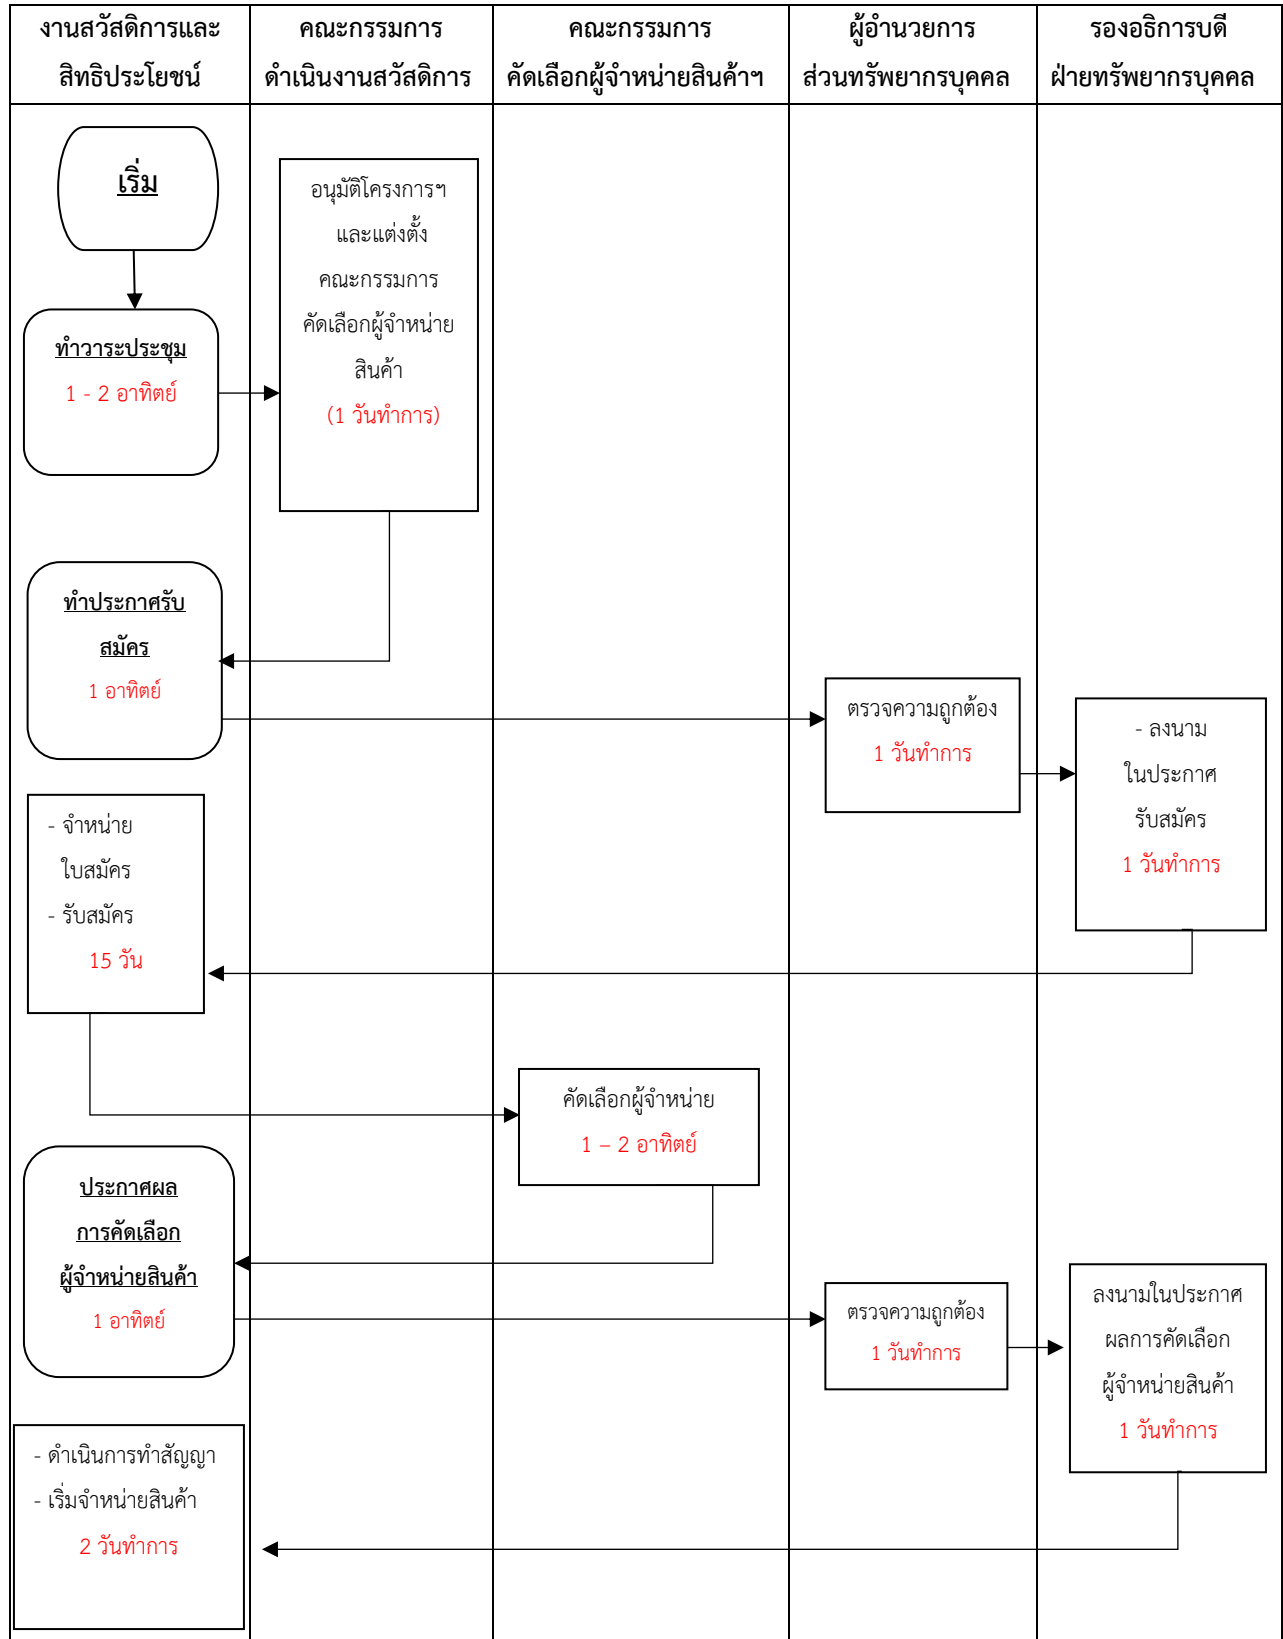 งานสวัสดิการและ
สิทธิประโยชน์
คณะกรรมการ
ดำเนินงานสวัสดิการ
คณะกรรมการ
คัดเลือกผู้จำหน่ายสินค้าฯ
ผู้อำนวยการ
ส่วนทรัพยากรบุคคล
รองอธิการบดี
ฝ่ายทรัพยากรบุคคล
เริ่ม
ทำวาระประชุม
1 - 2 อาทิตย์
อนุมัติโครงการฯ
และแต่งตั้ง
คณะกรรมการ
คัดเลือกผู้จำหน่าย
สินค้า
(1 วันทำการ)
ทำประกาศรับ
สมัคร
1 อาทิตย์
ตรวจความถูกต้อง
1 วันทำการ
- ลงนาม
ในประกาศ
รับสมัคร
1 วันทำการ
- จำหน่าย
ใบสมัคร
- รับสมัคร
15 วัน
คัดเลือกผู้จำหน่าย
1 – 2 อาทิตย์
ประกาศผล
การคัดเลือก
ผู้จำหน่ายสินค้า
1 อาทิตย์
ตรวจความถูกต้อง
1 วันทำการ
ลงนามในประกาศ
ผลการคัดเลือก
ผู้จำหน่ายสินค้า
1 วันทำการ
- ดำเนินการทำสัญญา
- เริ่มจำหน่ายสินค้า
2 วันทำการ